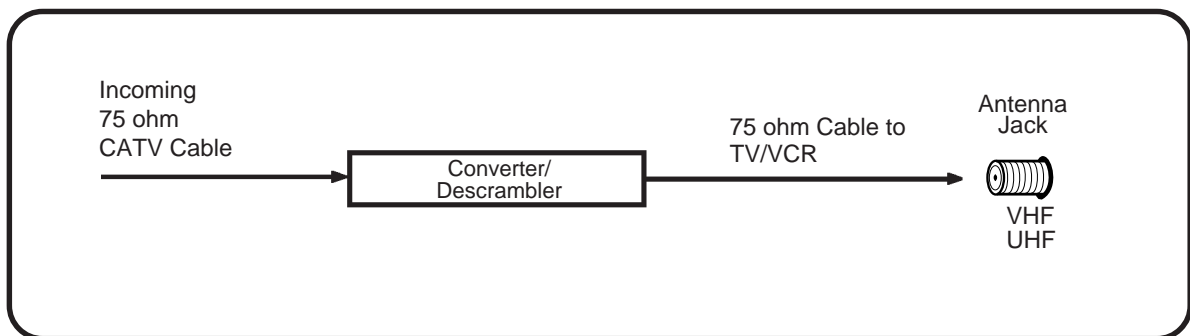 Incoming
75 ohm
CATV Cable
Converter/
Descrambler
75 ohm Cable to
TV/VCR
Antenna
Jack
VHF
UHF